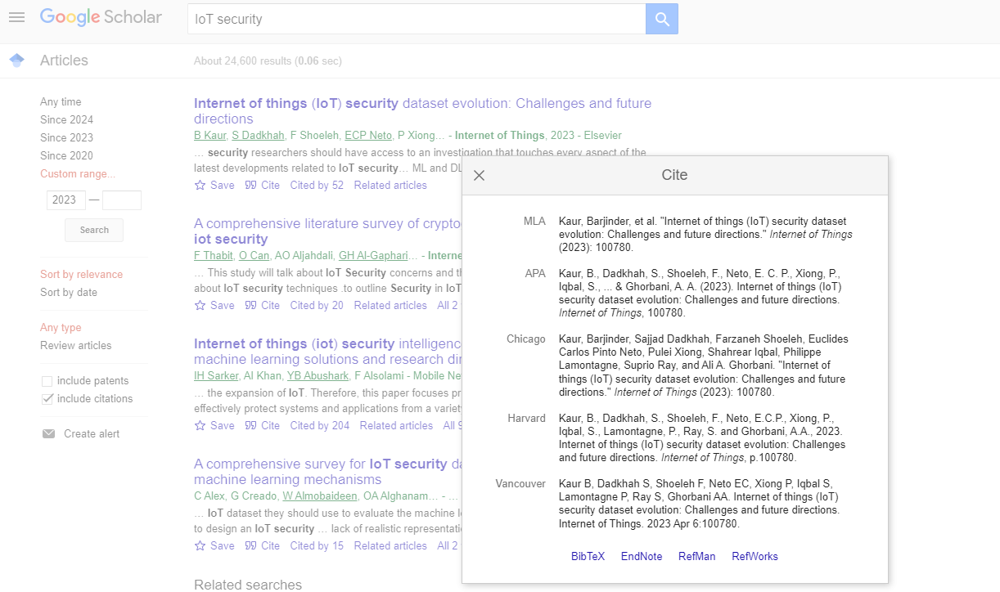 Google Scholar
IoT security
Articles
About 24,600 results (0.06 sec)
Any time
Since 2024
Since 2023
Since 2020
Custom range...
2023 —
Search
Sort by relevance
Sort by date
Any type
Review articles
include patents
include citations
Create alert
Internet of things (IoT) security dataset evolution: Challenges and future
directions
B Kaur, S Dadkhah, F Shoeleh, ECP Neto, P Xiong… - Internet of Things, 2023 - Elsevier
… security researchers should have access to an investigation that touches every aspect of the
latest developments related to IoT security… ML and DL
Save Cite Cited by 52 Related articles
A comprehensive literature survey of crypto
iot security
F Thabit, O Can, AO Aljahdali, GH Al-Gaphari… - Interne
… This study will talk about IoT Security concerns and th
about IoT security techniques .to outline Security in IoT
Save Cite Cited by 20 Related articles All 2
Internet of things (iot) security intelligence
machine learning solutions and research dir
IH Sarker, AI Khan, YB Abushark, F Alsolami - Mobile Ne
… the expansion of IoT. Therefore, this paper focuses pr
effectively protect systems and applications from a variet
Save Cite Cited by 204 Related articles All 9
A comprehensive survey for IoT security da
machine learning mechanisms
C Alex, G Creado, W Almobaideen, OA Alghanam… - …
… IoT dataset they should use to evaluate the machine l
to design an IoT security … lack of realistic representati
Save Cite Cited by 15 Related articles All 2
Related searches
Cite
MLA Kaur, Barjinder, et al. "Internet of things (IoT) security dataset
evolution: Challenges and future directions." Internet of Things
(2023): 100780.
APA Kaur, B., Dadkhah, S., Shoeleh, F., Neto, E. C. P., Xiong, P.,
Iqbal, S., ... & Ghorbani, A. A. (2023). Internet of things (IoT)
security dataset evolution: Challenges and future directions.
Internet of Things, 100780.
Chicago Kaur, Barjinder, Sajjad Dadkhah, Farzaneh Shoeleh, Euclides
Carlos Pinto Neto, Pulei Xiong, Shahrear Iqbal, Philippe
Lamontagne, Suprio Ray, and Ali A. Ghorbani. "Internet of
things (IoT) security dataset evolution: Challenges and future
directions." Internet of Things (2023): 100780.
Harvard Kaur, B., Dadkhah, S., Shoeleh, F., Neto, E.C.P., Xiong, P.,
Iqbal, S., Lamontagne, P., Ray, S. and Ghorbani, A.A., 2023.
Internet of things (IoT) security dataset evolution: Challenges
and future directions. Internet of Things, p.100780.
Vancouver Kaur B, Dadkhah S, Shoeleh F, Neto EC, Xiong P, Iqbal S,
Lamontagne P, Ray S, Ghorbani AA. Internet of things (IoT)
security dataset evolution: Challenges and future directions.
Internet of Things. 2023 Apr 6:100780.
BibTeX EndNote RefMan RefWorks